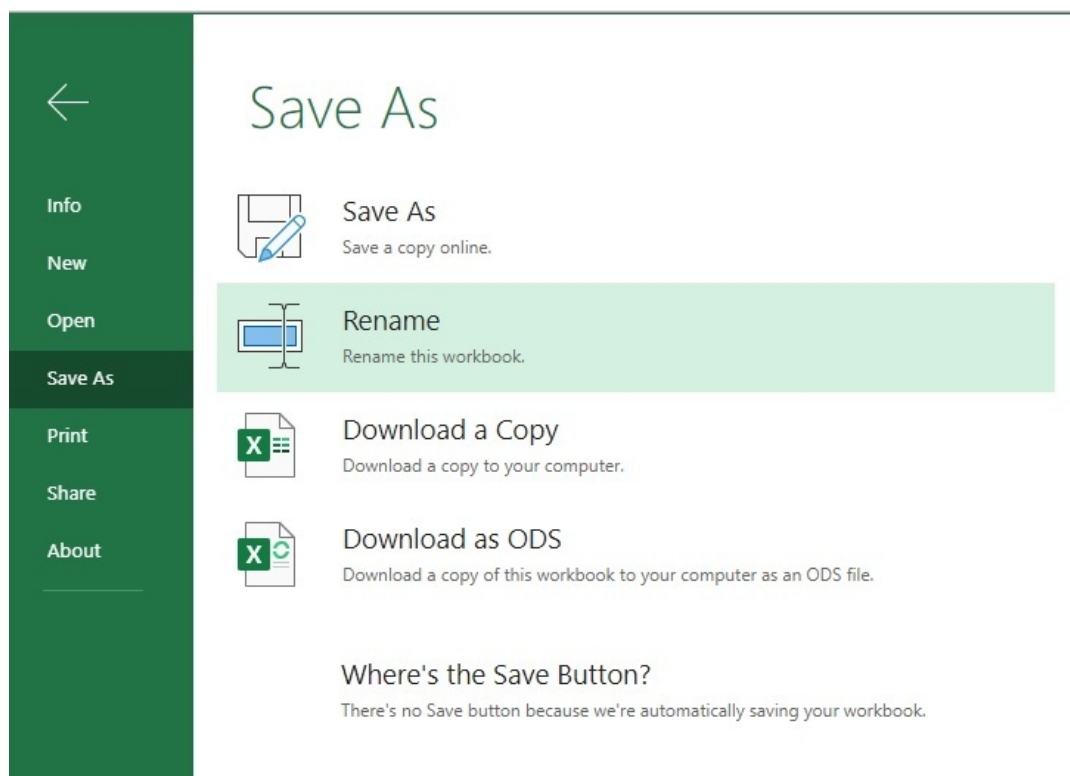 Save As
Info
New
Open
Save As
Print
Share
About
Save As
Save a copy online.
Rename
Rename this workbook.
X
Download a Copy
Download a copy to your computer.
X
Download as ODS
Download a copy of this workbook to your computer as an ODS file.
Where's the Save Button?
There's no Save button because we're automatically saving your workbook.